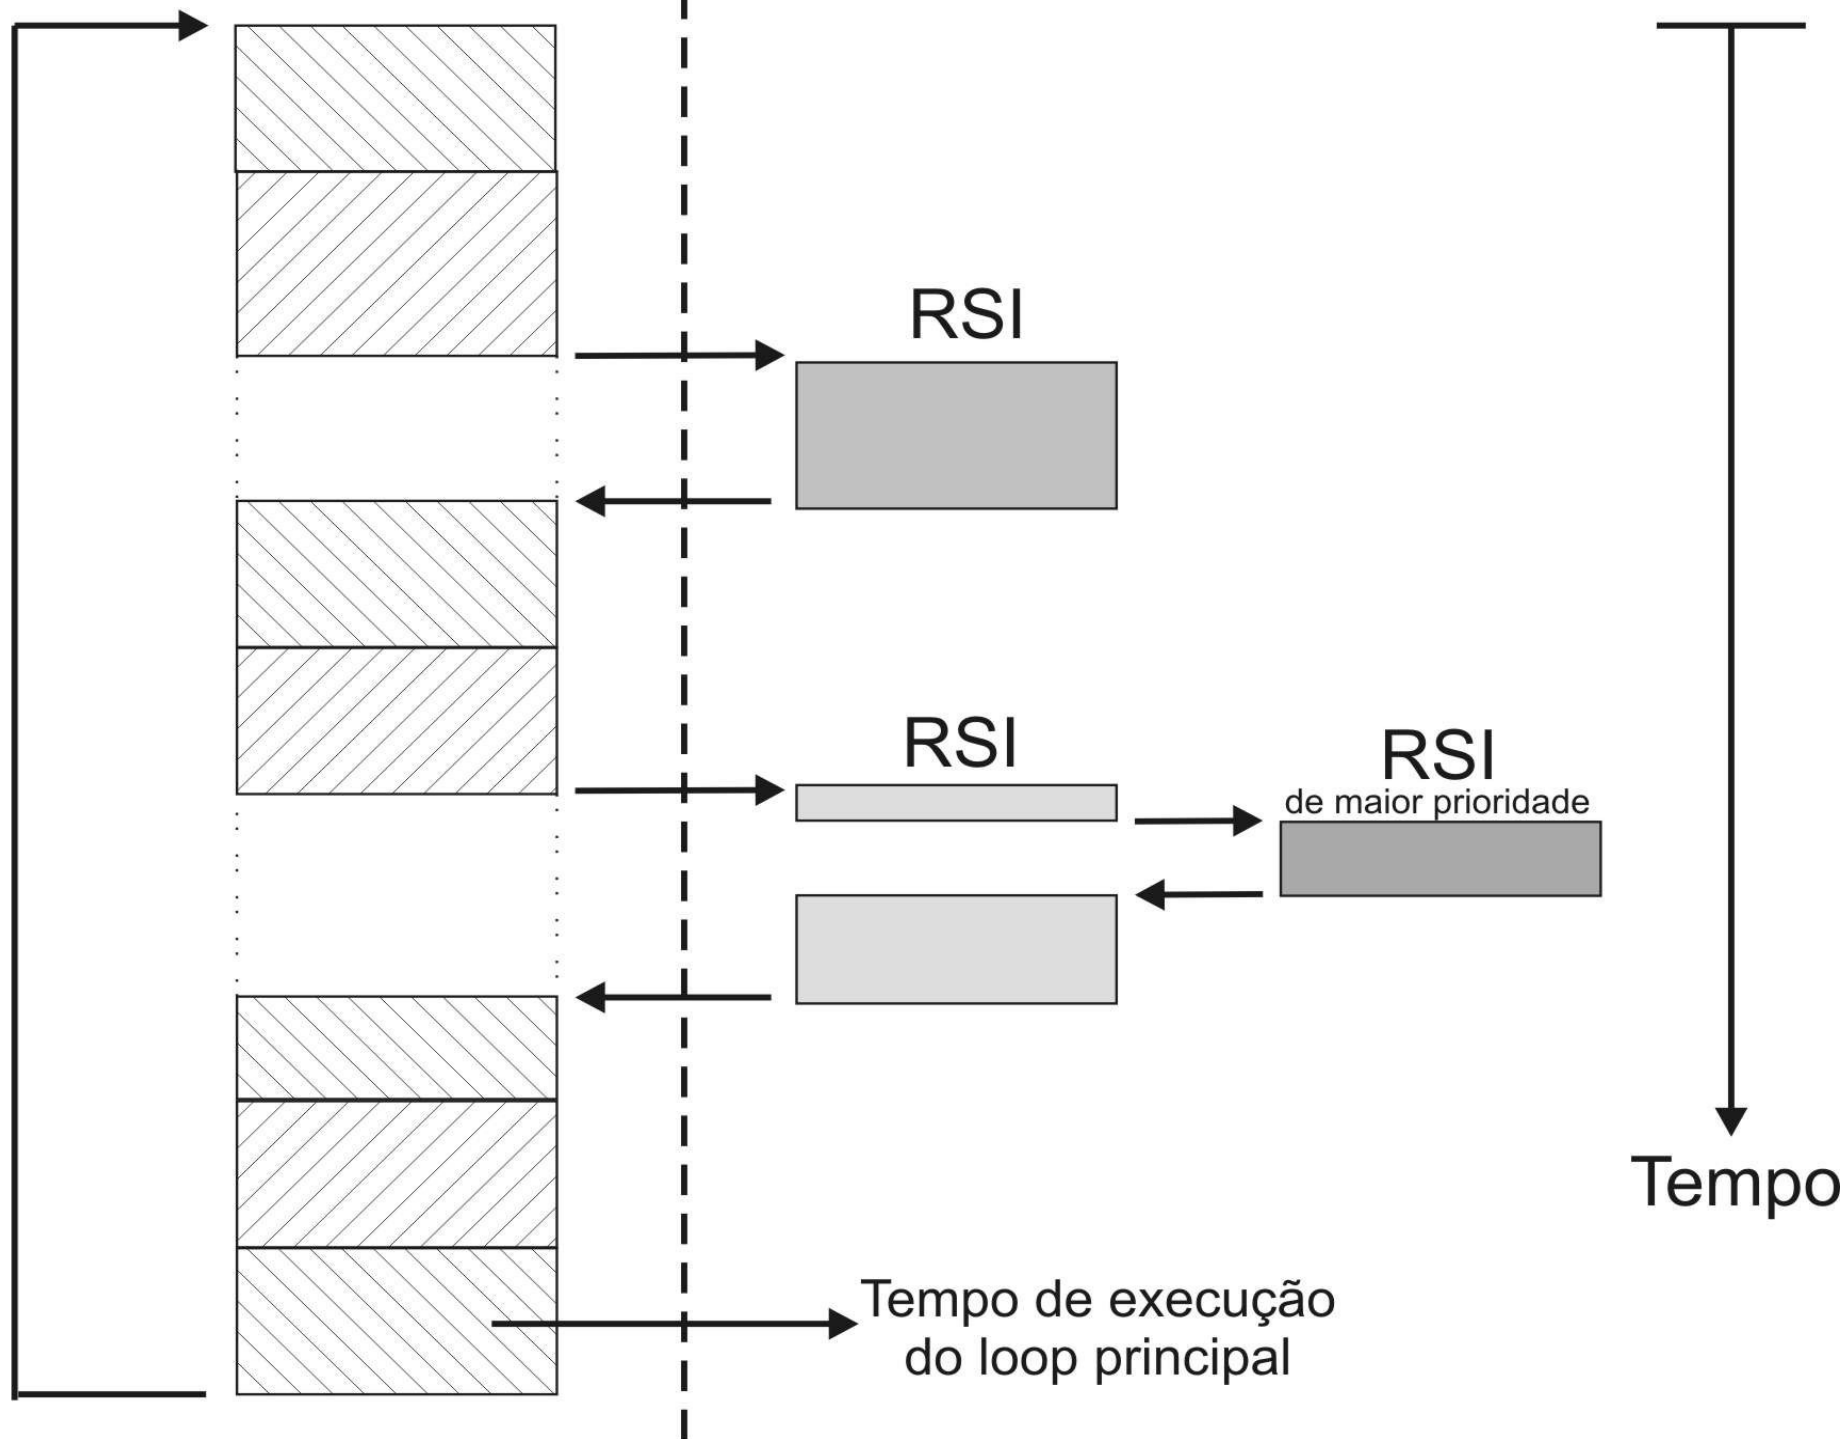 RSI
RSI
RSI
de maior prioridade
Tempo
Tempo de execução
do loop principal